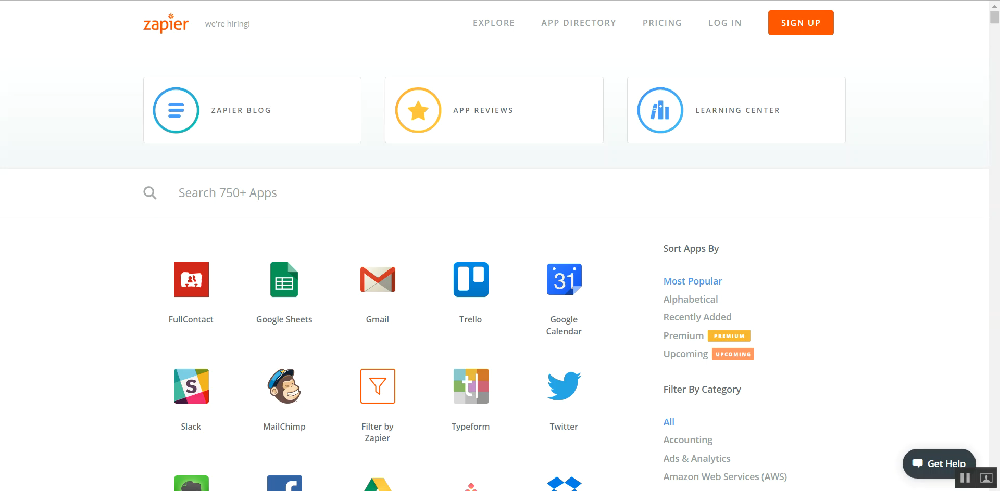 zapier we're hiring! EXPLORE APP DIRECTORY PRICING LOG IN SIGN UP
ZAPIER BLOG APP REVIEWS LEARNING CENTER
Search 750+ Apps
31
FullContact Google Sheets Gmail Trello Google
Calendar
S tl
Slack MailChimp Filter by Typeform Twitter
Zapier
f
Sort Apps By
Most Popular
Alphabetical
Recently Added
Premium PREMIUM
Upcoming UPCOMING
Filter By Category
All
Accounting
Ads & Analytics
Amazon Web Services (AWS)
Get Help